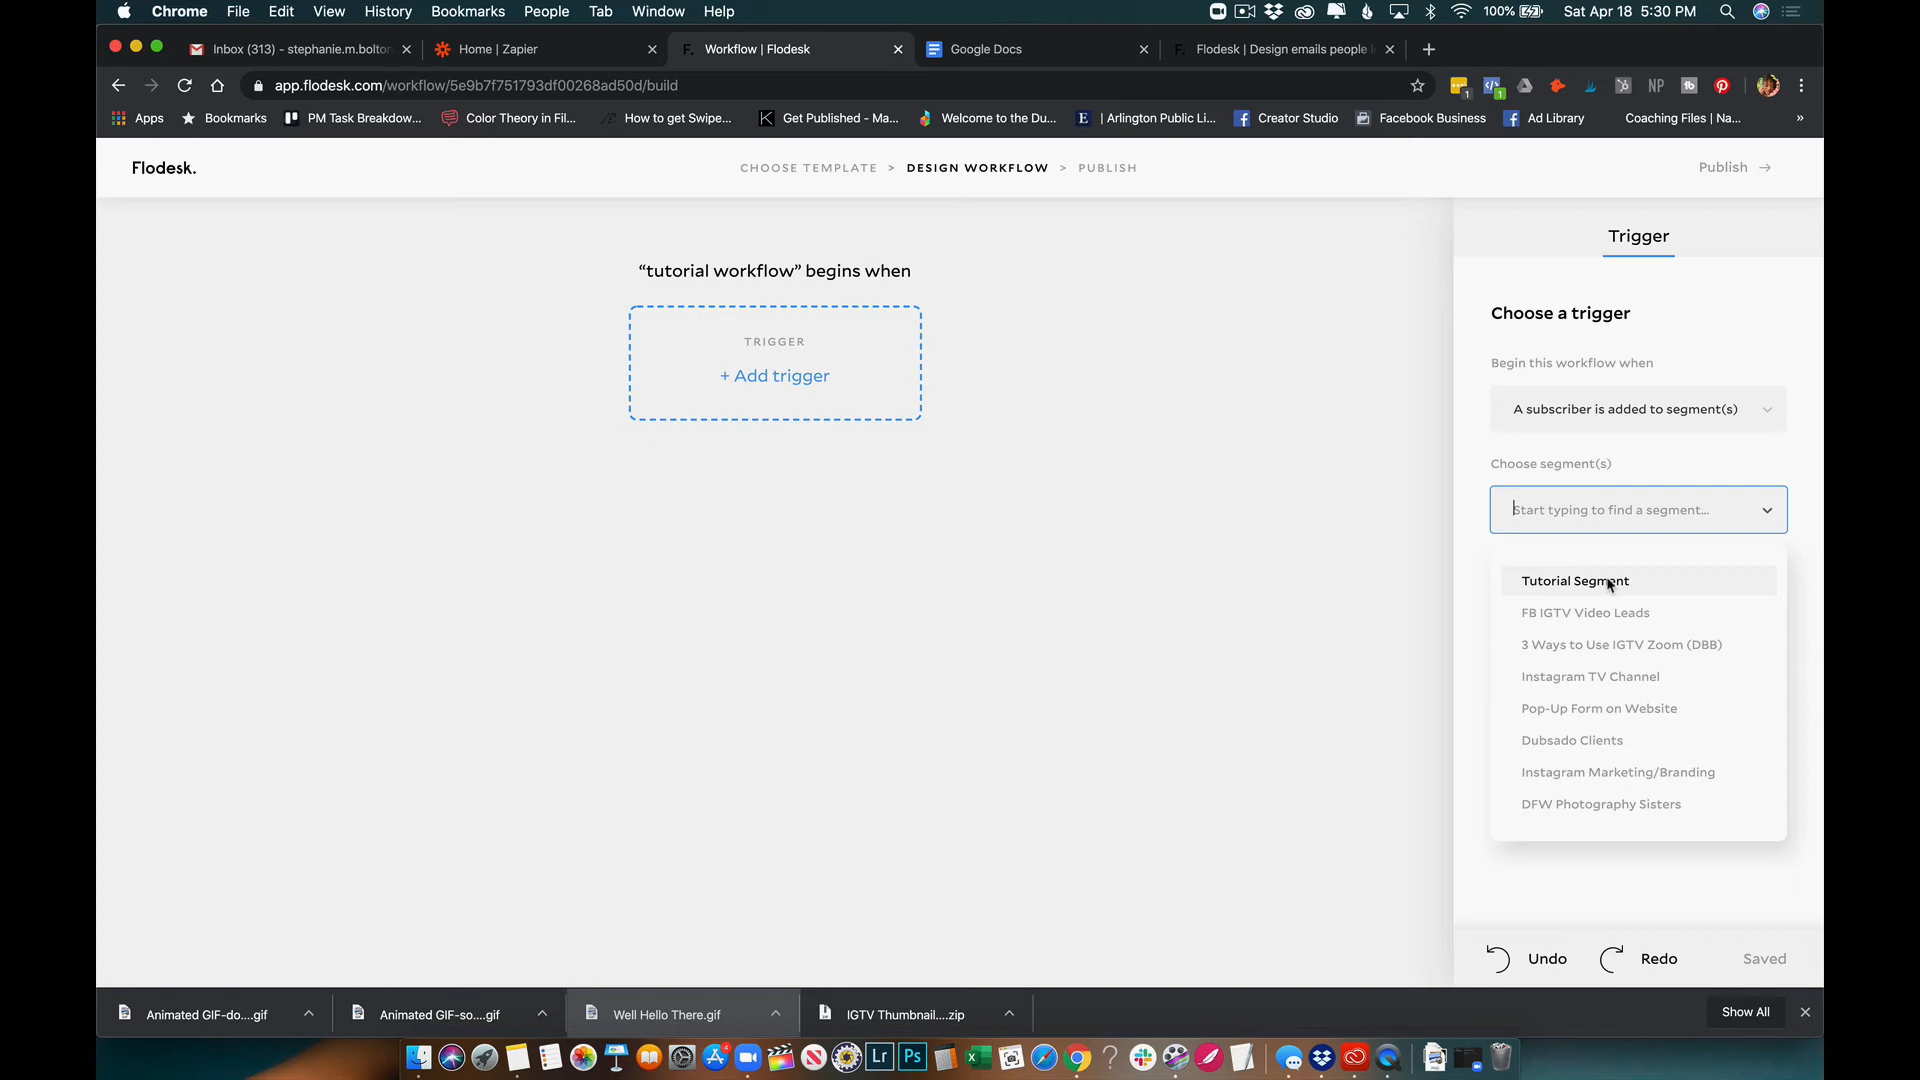 Chrome File Edit View History Bookmarks People Tab Window Help 100% Sat Apr 18 5:30 PM
Inbox (313) - stephanie.m.bolton Home | Zapier F. Workflow | Flodesk Google Docs F. Flodesk | Design emails people l
app.flodesk.com/workflow/5e9b7f751793df00268ad50d/build
Apps Bookmarks PM Task Breakdow... Color Theory in Fil... How to get Swipe... Get Published - Ma... Welcome to the Du... E | Arlington Public Li... Creator Studio Facebook Business Ad Library Coaching Files | Na... »
Flodesk. CHOOSE TEMPLATE > DESIGN WORKFLOW > PUBLISH Publish →
Trigger
“tutorial workflow” begins when
TRIGGER
+ Add trigger
Choose a trigger
Begin this workflow when
A subscriber is added to segment(s)
Choose segment(s)
Start typing to find a segment...
Tutorial Segment
FB IGTV Video Leads
3 Ways to Use IGTV Zoom (DBB)
Instagram TV Channel
Pop-Up Form on Website
Dubsado Clients
Instagram Marketing/Branding
DFW Photography Sisters
Undo Redo Saved
Animated GIF-do....gif Animated GIF-so....gif Well Hello There.gif IGTV Thumbnail....zip Show All
Lr Ps